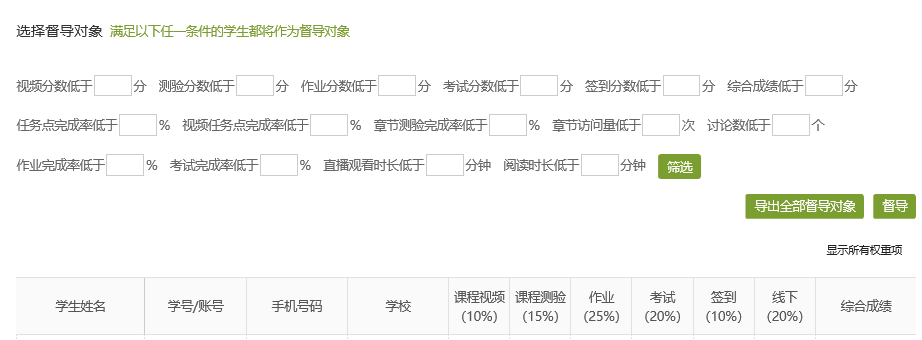 选择督导对象 满足以下任一条件的学生都将作为督导对象
视频分数低于 分 测验分数低于 分 作业分数低于 分 考试分数低于 分 签到分数低于 分 综合成绩低于 分
任务点完成率低于 % 视频任务点完成率低于 % 章节测验完成率低于 % 章节访问量低于 次 讨论数低于 个
作业完成率低于 % 考试完成率低于 % 直播观看时长低于 分钟 阅读时长低于 分钟 筛选
导出全部督导对象 督导
显示所有权重项
学生姓名 学号/账号 手机号码 学校 课程视频 课程测验 作业 考试 签到 线下 综合成绩
(10%) (15%) (25%) (20%) (10%) (20%)